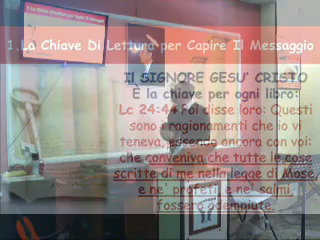 1.La Chiave Di Lettura per Capire Il Messaggio
Il SIGNORE GESU' CRISTO
È la chiave per ogni libro:
Lc 24:44 Poi disse loro: Questi
sono i ragionamenti che io vi
teneva, essendo ancora con voi:
che conveniva che tutte le cose
scritte di me nella legge di Mosè,
e ne' profeti, e ne' salmi,
fossero adempiute.